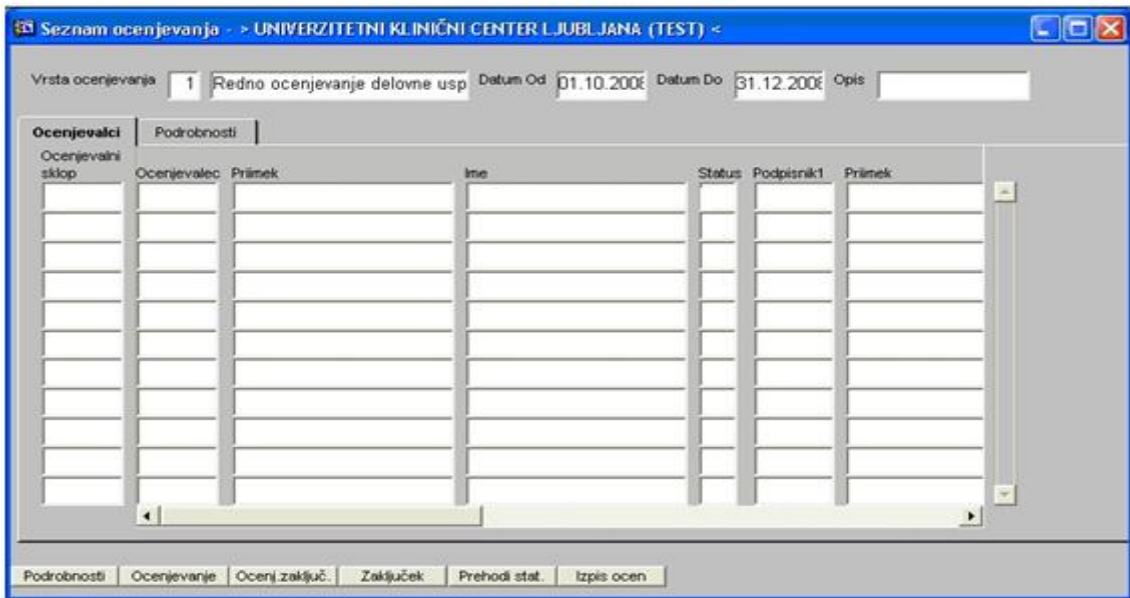 Seznam ocenjevanja - > UNIVERZITETNI KLINIČNI CENTER LJUBLJANA (TEST) <
Vrsta ocenjevanja 1 Redno ocenjevanje delovne usp Datum Od 01.10.2008 Datum Do 31.12.2008 Opis
Ocenjevalci Podrobnosti
Ocenjevalni
sklop Ocenjevalec Priimek Ime Status Podpisnik1 Priimek
Podrobnosti Ocenjevanje Ocenj.zaključ. Zaključek Prehodi stat. Izpis ocen